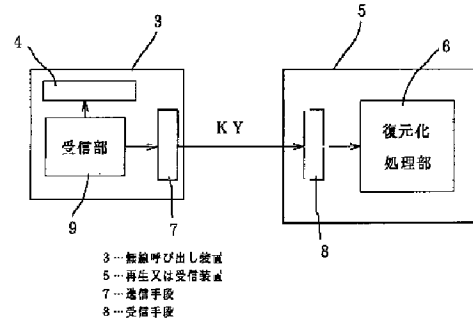 3
4
受信部
9
7
KY
5
6
復元化
処理部
8
3…無線呼び出し装置
5…再生又は受信装置
7…送信手段
8…受信手段